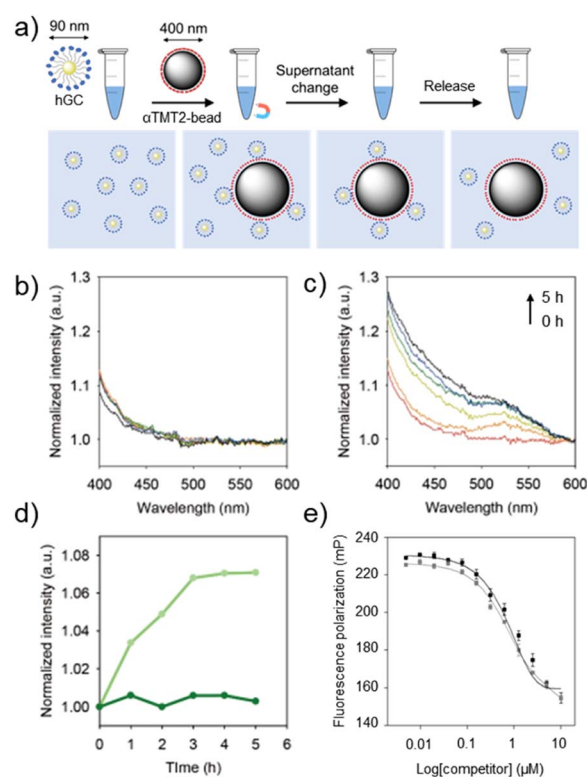 a)
90 nm
hGC
400 nm
αTMT2-bead
Supernatant
change
Release
b)
Normalized intensity (a.u.)
1.3
1.2
1.1
1.0
400
450
500
550
600
Wavelength (nm)
c)
Normalized intensity (a.u.)
1.3
1.2
1.1
1.0
5 h
0 h
400
450
500
550
600
Wavelength (nm)
d)
Normalized intensity (a.u.)
1.08
1.06
1.04
1.02
1.00
0
1
2
3
4
5
6
TIme (h)
e)
Fluorescence polarization (mP)
240
220
200
180
160
140
0.01
0.1
1
10
Log[competitor] (µM)